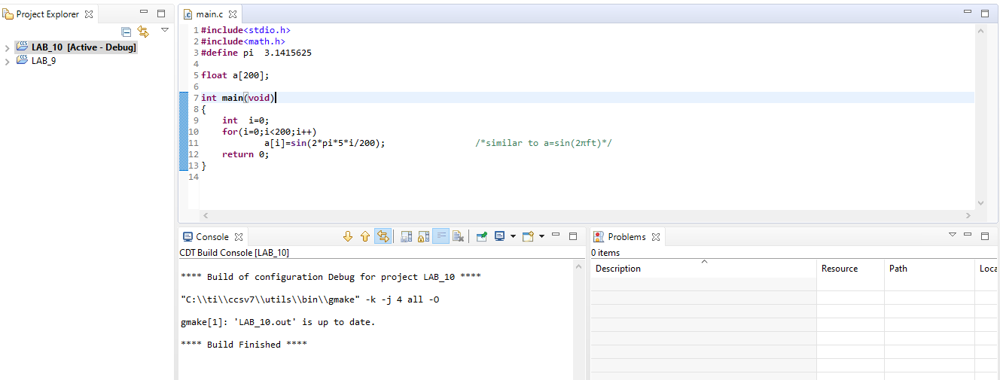 Project Explorer
LAB_10 [Active - Debug]
LAB_9
main.c
1 #include<stdio.h>
2 #include<math.h>
3 #define pi  3.1415625
4
5 float a[200];
6
7 int main(void)
8 {
9     int  i=0;
10     for(i=0;i<200;i++)
11             a[i]=sin(2*pi*5*i/200);                 /*similar to a=sin(2πft)*/
12     return 0;
13 }
14
Console
CDT Build Console [LAB_10]
**** Build of configuration Debug for project LAB_10 ****
"C:\\ti\\ccsv7\\utils\\bin\\gmake" -k -j 4 all -O
gmake[1]: 'LAB_10.out' is up to date.
**** Build Finished ****
Problems
0 items
Description Resource Path Loca